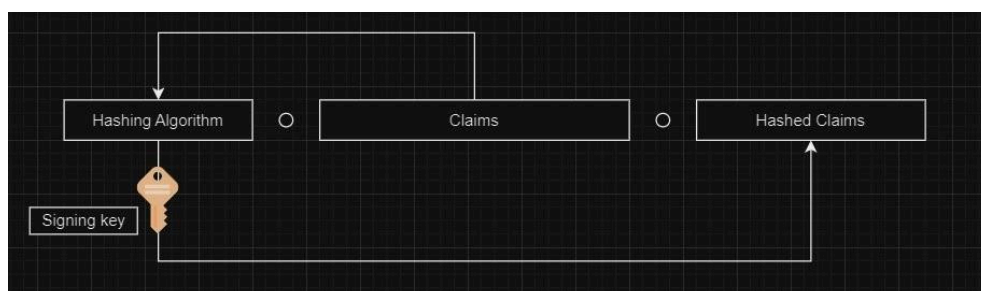 Hashing Algorithm
Claims
Hashed Claims
Signing key